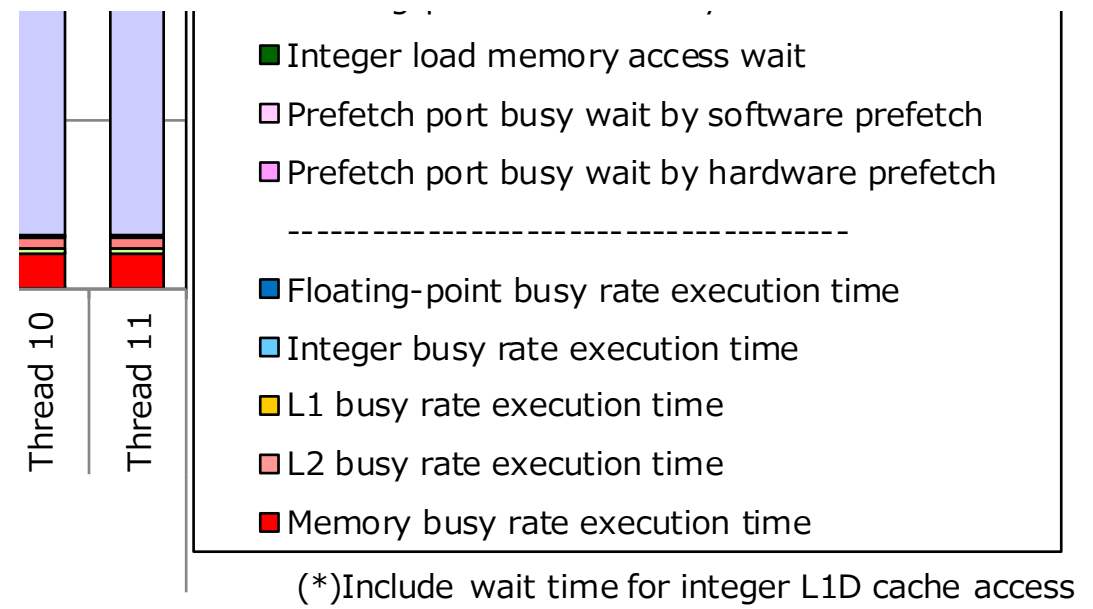 Integer load memory access wait
Prefetch port busy wait by software prefetch
Prefetch port busy wait by hardware prefetch
---------------------------------------
Floating-point busy rate execution time
Integer busy rate execution time
L1 busy rate execution time
L2 busy rate execution time
Memory busy rate execution time
Thread 10
Thread 11
(*)Include wait time for integer L1D cache access